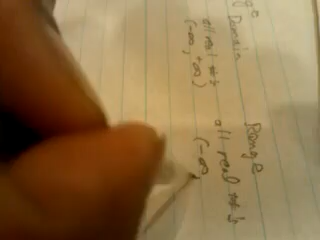 Domain Range
all real #'s all real #'s
(-∞, +∞) (-∞,